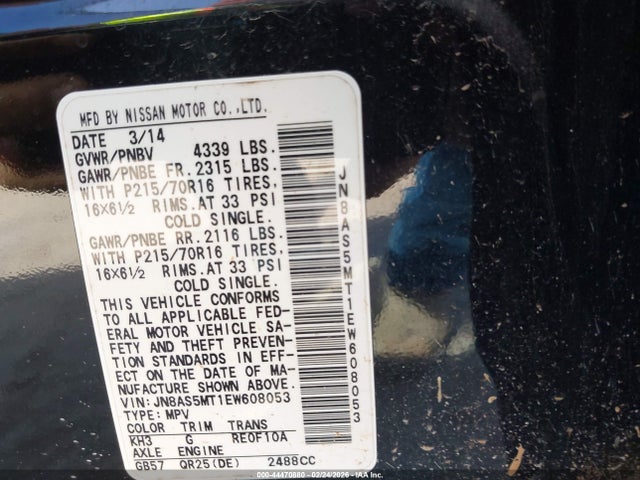 MFD BY NISSAN MOTOR CO.,LTD.
DATE 3/14
GVWR/PNBV 4339 LBS.
GAWR/PNBE FR. 2315 LBS.
WITH P215/70R16 TIRES,
16X6½ RIMS.AT 33 PSI
COLD SINGLE.
GAWR/PNBE RR. 2116 LBS.
WITH P215/70R16 TIRES,
16X6½ RIMS.AT 33 PSI
COLD SINGLE.
THIS VEHICLE CONFORMS
TO ALL APPLICABLE FED-
ERAL MOTOR VEHICLE SA-
FETY AND THEFT PREVEN-
TION STANDARDS IN EFF-
ECT ON THE DATE OF MA-
NUFACTURE SHOWN ABOVE.
VIN: JN8AS5MT1EW608053
TYPE: MPV
COLOR TRIM TRANS
KH3 G RE0F10A
AXLE ENGINE
GB57 QR25(DE) 2488CC
JN8AS5MT1EW608053
© 44470880 - 02/24/2026 - IAA Inc.